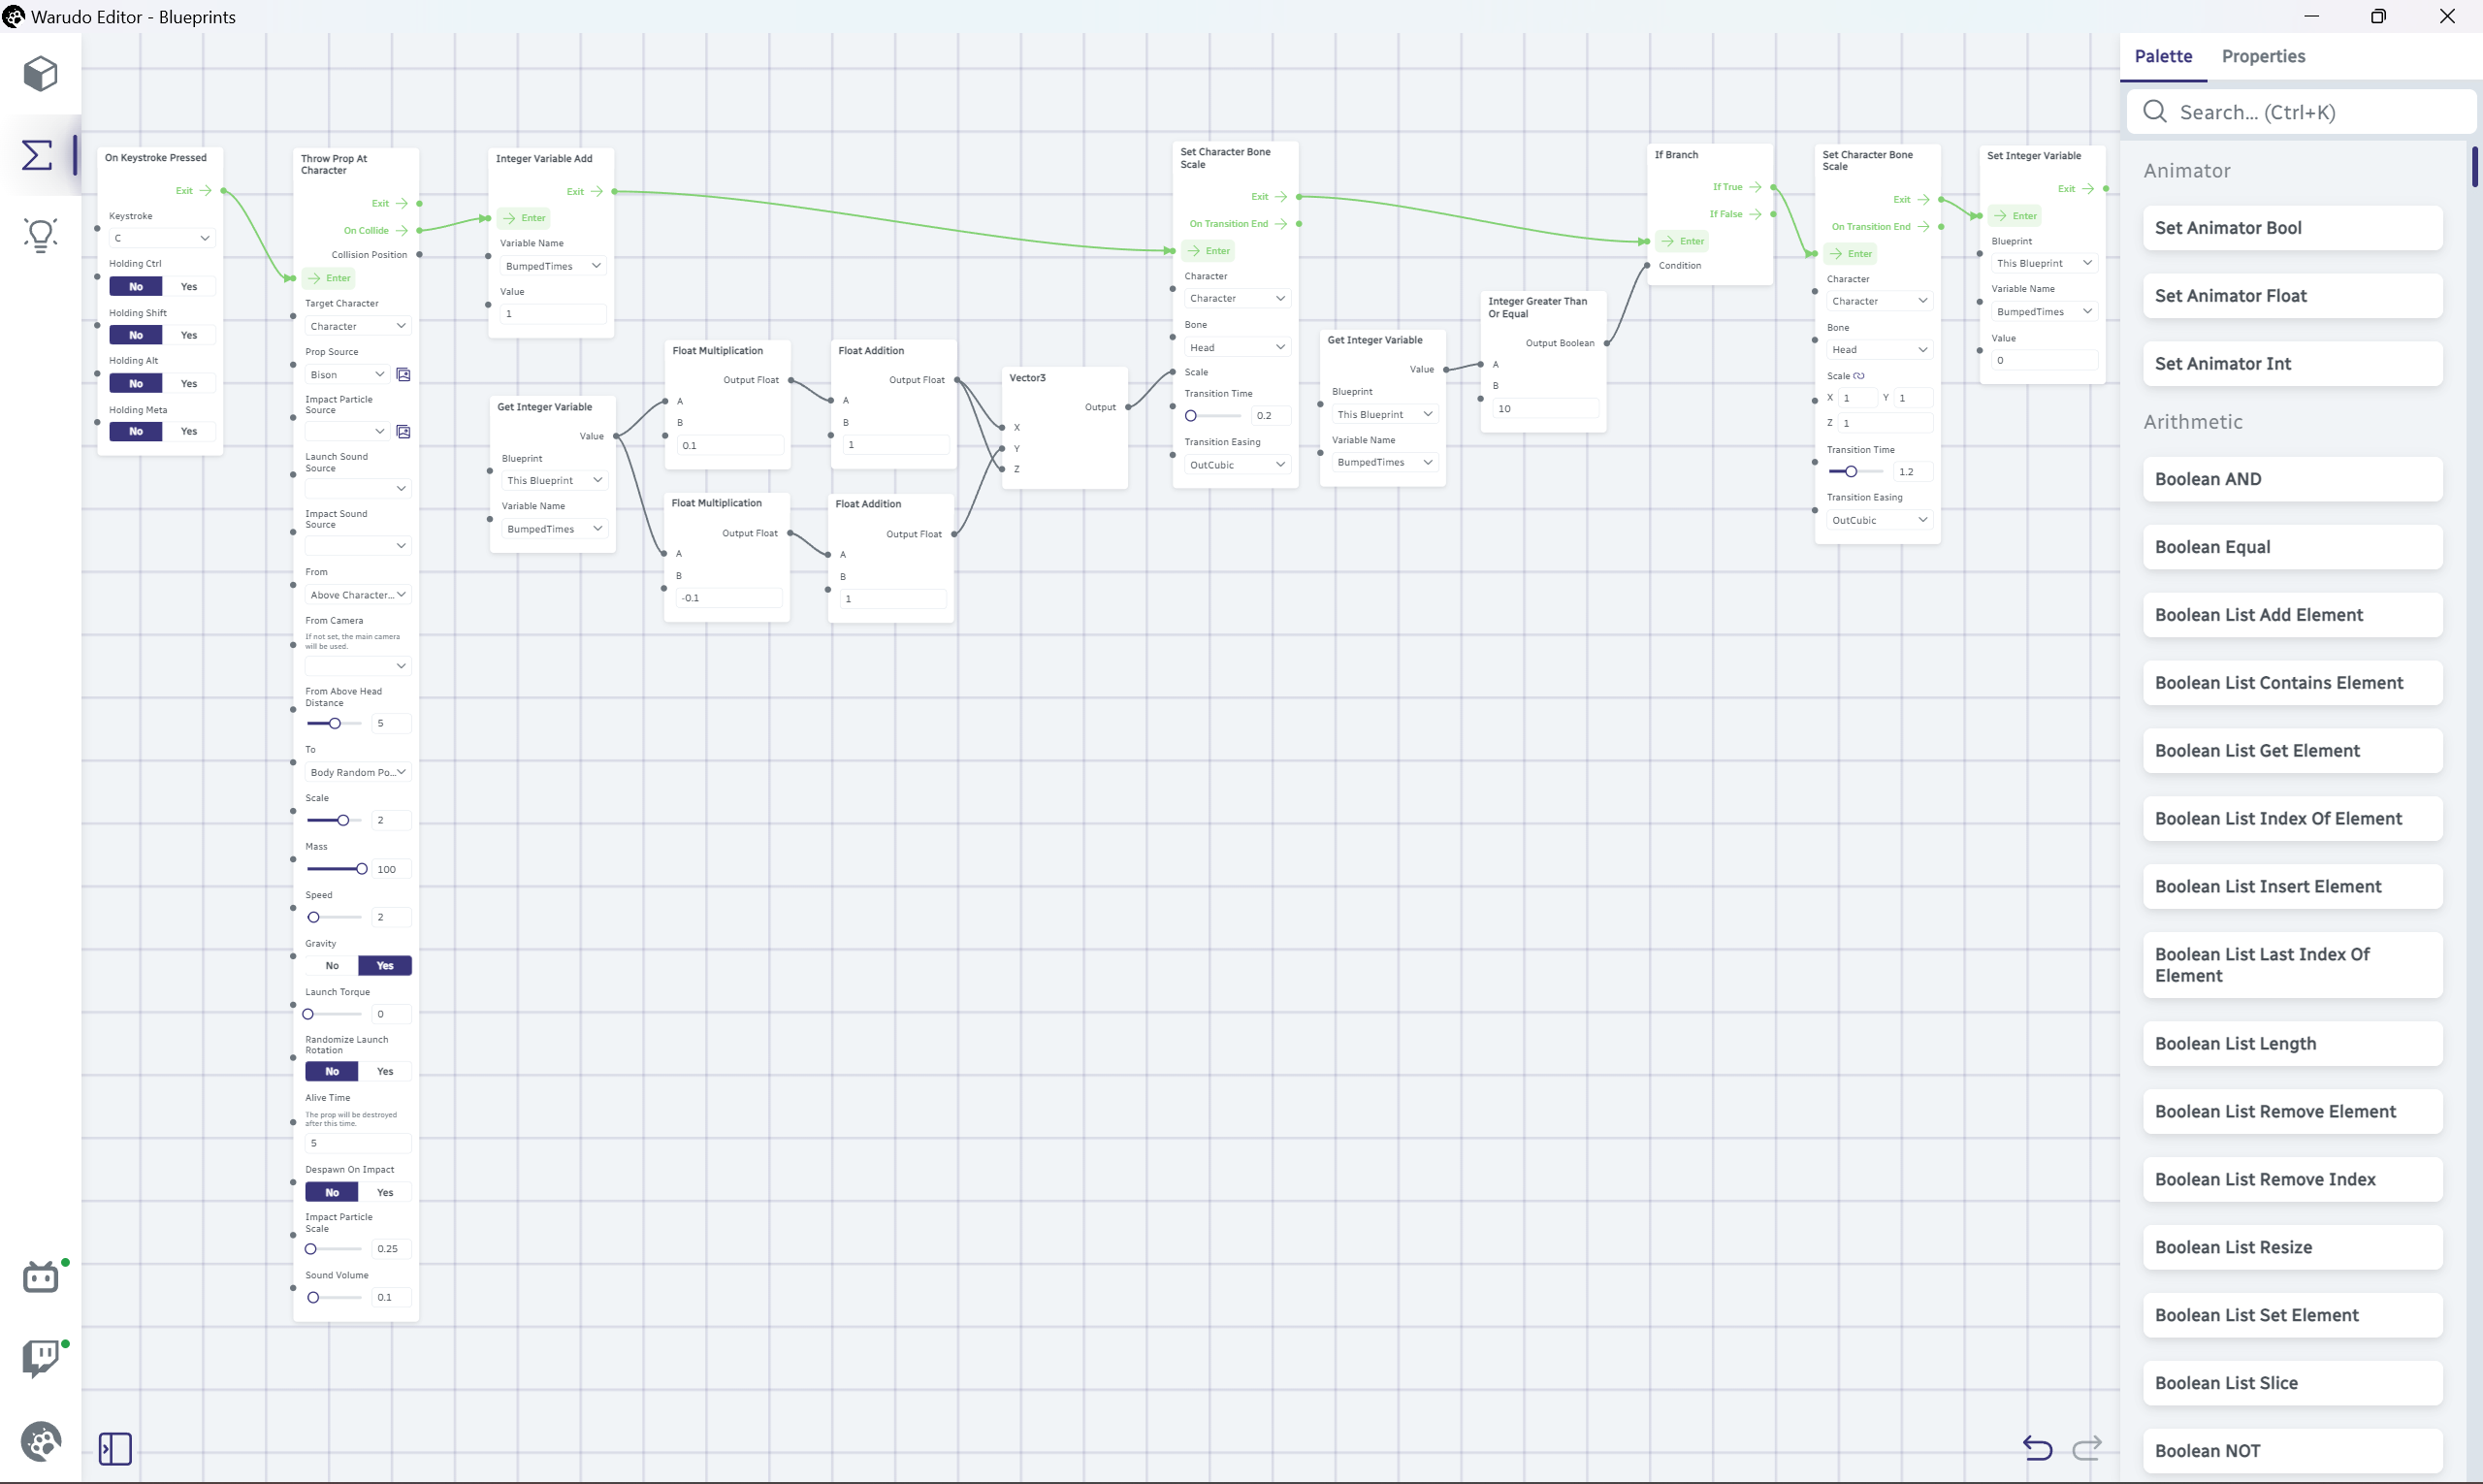 Warudo Editor - Blueprints
On Keystroke Pressed
Exit
Keystroke
C
Holding Ctrl
No Yes
Holding Shift
No Yes
Holding Alt
No Yes
Holding Meta
No Yes
Throw Prop At
Character
Exit
On Collide
Collision Position
Enter
Target Character
Character
Prop Source
Bison
Impact Particle
Source
Launch Sound
Source
Impact Sound
Source
From
Above Character...
From Camera
If not set, the main camera
will be used.
From Above Head
Distance
5
To
Body Random Po...
Scale
2
Mass
100
Speed
2
Gravity
No Yes
Launch Torque
0
Randomize Launch
Rotation
No Yes
Alive Time
The prop will be destroyed
after this time.
5
Despawn On Impact
No Yes
Impact Particle
Scale
0.25
Sound Volume
0.1
Integer Variable Add
Exit
Enter
Variable Name
BumpedTimes
Value
1
Get Integer Variable
Value
Blueprint
This Blueprint
Variable Name
BumpedTimes
Float Multiplication
Output Float
A
B
0.1
Float Multiplication
Output Float
A
B
-0.1
Float Addition
Output Float
A
B
1
Float Addition
Output Float
A
B
1
Vector3
Output
X
Y
Z
Set Character Bone
Scale
Exit
On Transition End
Enter
Character
Character
Bone
Head
Scale
Transition Time
0.2
Transition Easing
OutCubic
Get Integer Variable
Value
Blueprint
This Blueprint
Variable Name
BumpedTimes
Integer Greater Than
Or Equal
Output Boolean
A
B
10
If Branch
If True
If False
Enter
Condition
Set Character Bone
Scale
Exit
On Transition End
Enter
Character
Character
Bone
Head
Scale
X 1 Y 1
Z 1
Transition Time
1.2
Transition Easing
OutCubic
Set Integer Variable
Exit
Enter
Blueprint
This Blueprint
Variable Name
BumpedTimes
Value
0
Palette Properties
Search... (Ctrl+K)
Animator
Set Animator Bool
Set Animator Float
Set Animator Int
Arithmetic
Boolean AND
Boolean Equal
Boolean List Add Element
Boolean List Contains Element
Boolean List Get Element
Boolean List Index Of Element
Boolean List Insert Element
Boolean List Last Index Of
Element
Boolean List Length
Boolean List Remove Element
Boolean List Remove Index
Boolean List Resize
Boolean List Set Element
Boolean List Slice
Boolean NOT